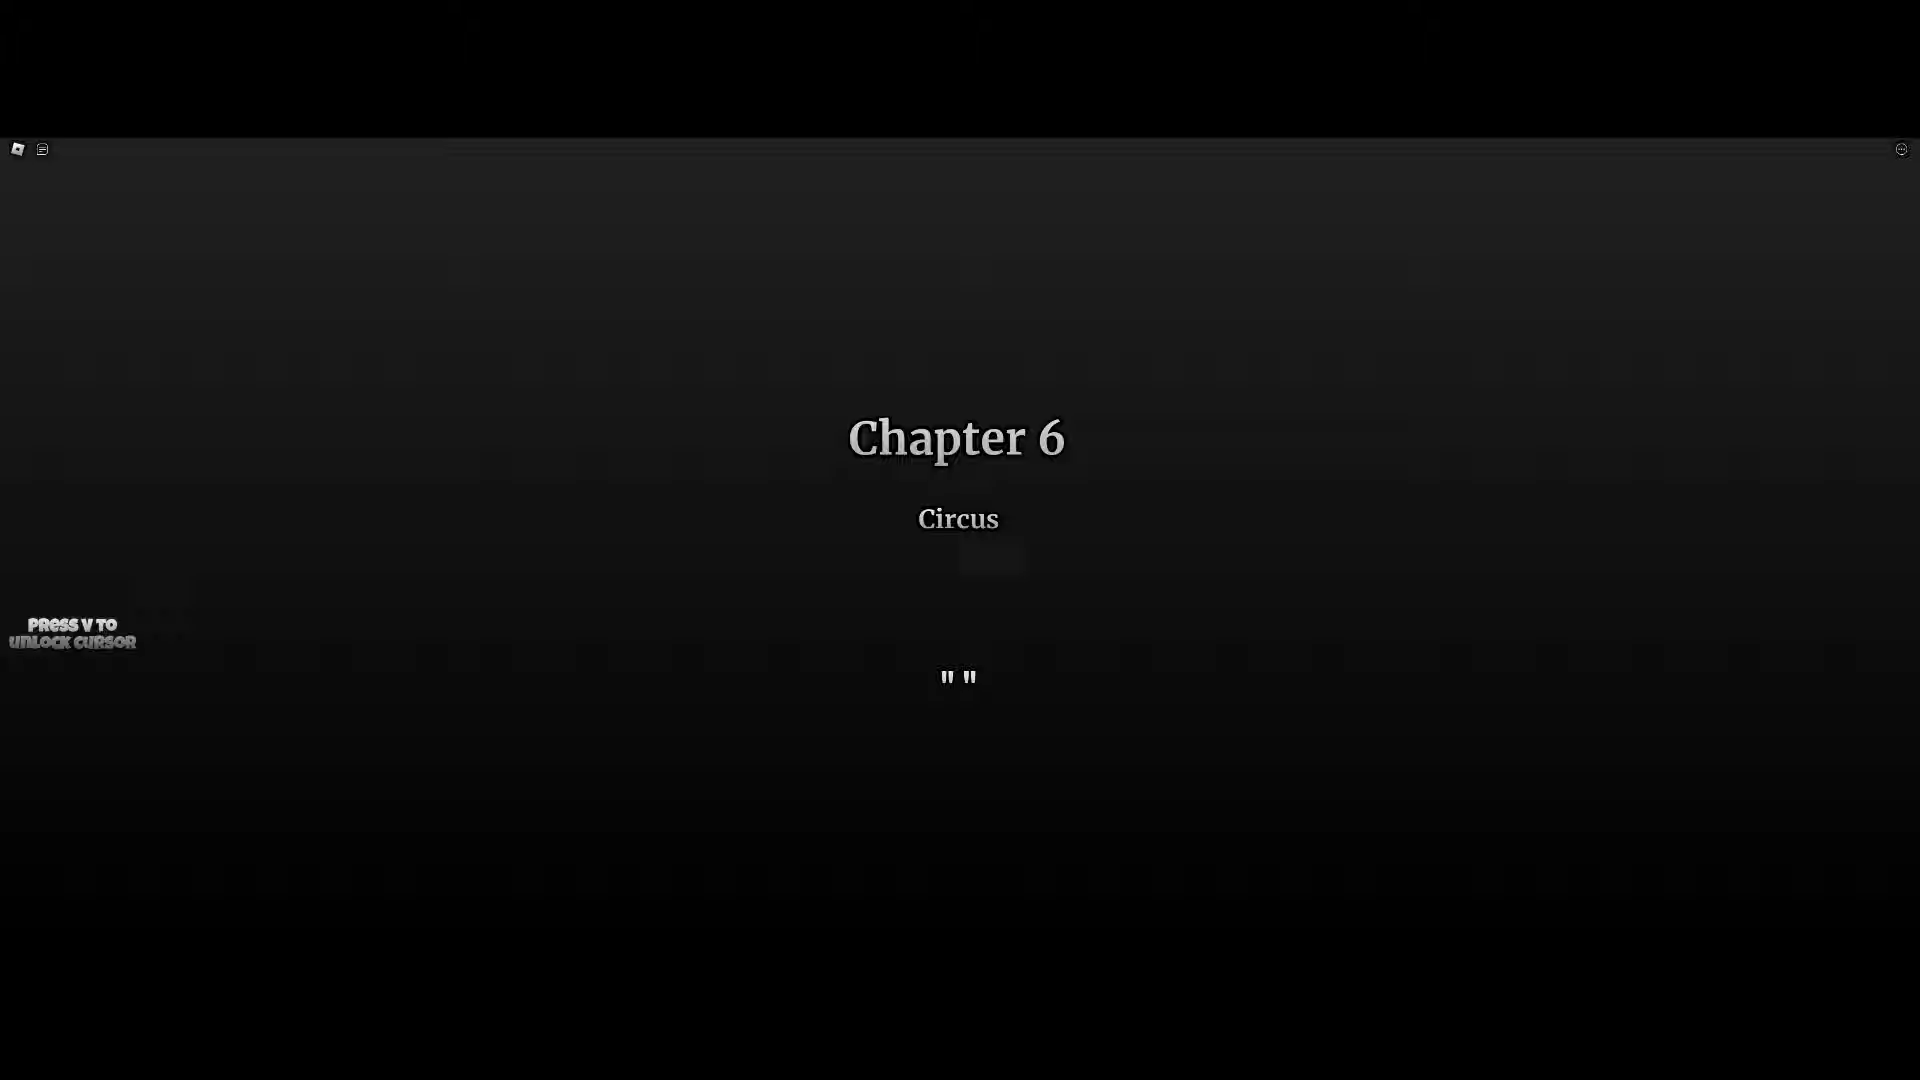 Chapter 6
Circus
PRESS V TO
UNLOCK CURSOR
" "